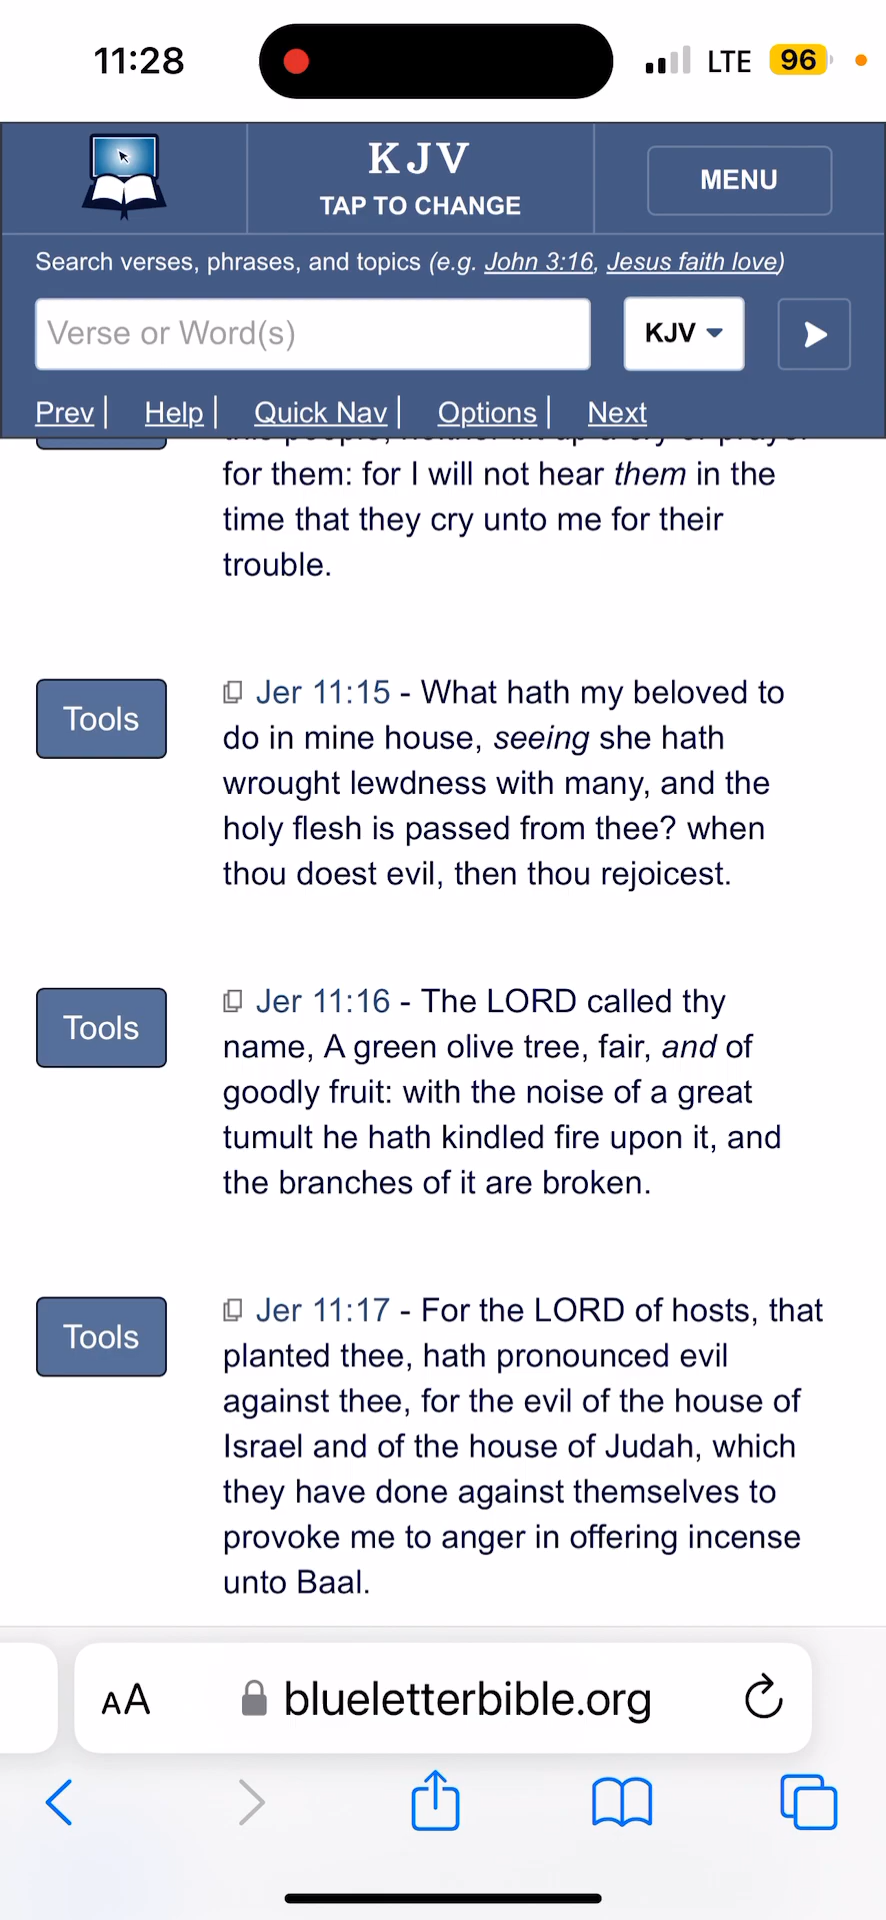 11:28 LTE 96
KJV
TAP TO CHANGE
MENU
Search verses, phrases, and topics (e.g. John 3:16, Jesus faith love)
Verse or Word(s)
KJV
Prev | Help | Quick Nav | Options | Next
for them: for I will not hear them in the
time that they cry unto me for their
trouble.
Tools
Jer 11:15 - What hath my beloved to
do in mine house, seeing she hath
wrought lewdness with many, and the
holy flesh is passed from thee? when
thou doest evil, then thou rejoicest.
Tools
Jer 11:16 - The LORD called thy
name, A green olive tree, fair, and of
goodly fruit: with the noise of a great
tumult he hath kindled fire upon it, and
the branches of it are broken.
Tools
Jer 11:17 - For the LORD of hosts, that
planted thee, hath pronounced evil
against thee, for the evil of the house of
Israel and of the house of Judah, which
they have done against themselves to
provoke me to anger in offering incense
unto Baal.
AA blueletterbible.org